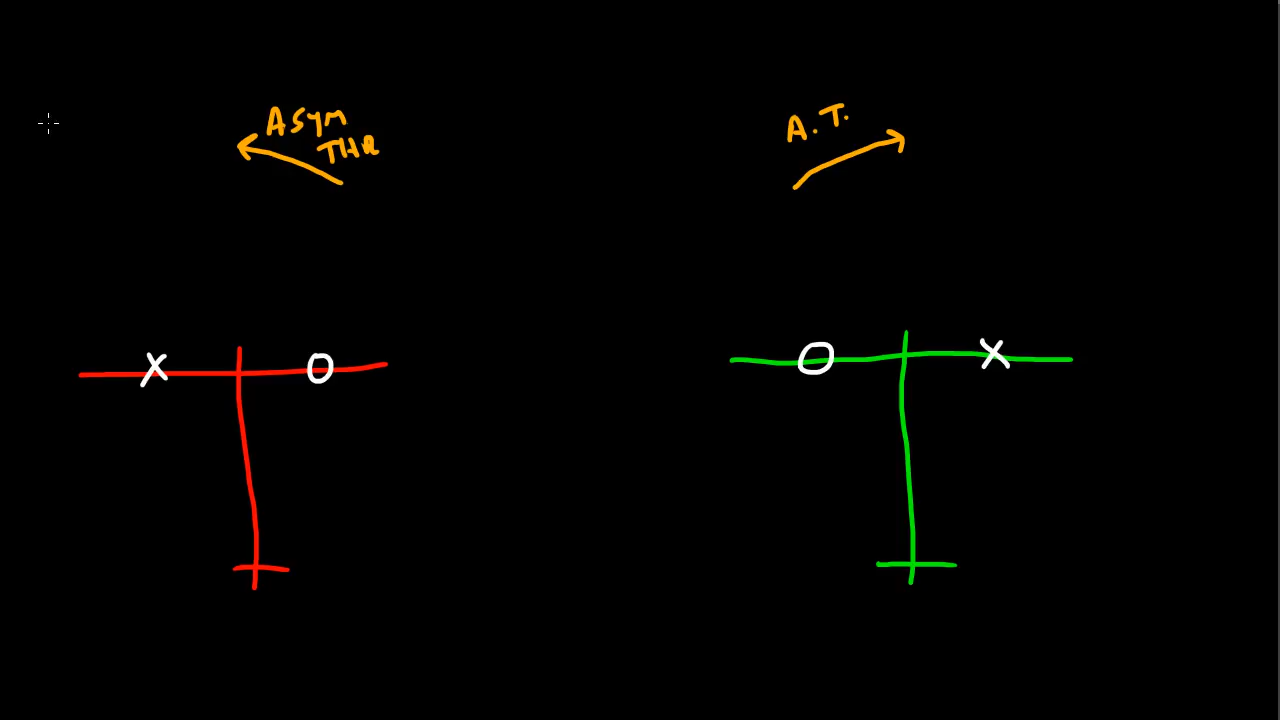 Asym
THR
A.T.
X O
O X